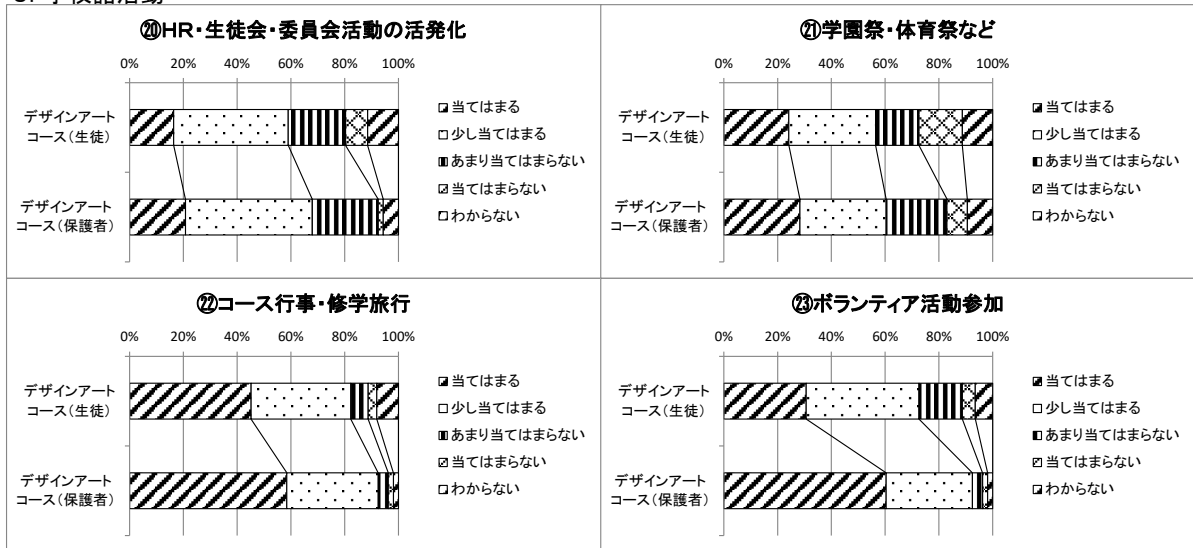 ⑳HR・生徒会・委員会活動の活発化
0% 20% 40% 60% 80% 100%
デザインアート
コース(生徒)
デザインアート
コース(保護者)
当てはまる
少し当てはまる
あまり当てはまらない
当てはまらない
わからない
㉑学園祭・体育祭など
0% 20% 40% 60% 80% 100%
デザインアート
コース(生徒)
デザインアート
コース(保護者)
当てはまる
少し当てはまる
あまり当てはまらない
当てはまらない
わからない
㉒コース行事・修学旅行
0% 20% 40% 60% 80% 100%
デザインアート
コース(生徒)
デザインアート
コース(保護者)
当てはまる
少し当てはまる
あまり当てはまらない
当てはまらない
わからない
㉓ボランティア活動参加
0% 20% 40% 60% 80% 100%
デザインアート
コース(生徒)
デザインアート
コース(保護者)
当てはまる
少し当てはまる
あまり当てはまらない
当てはまらない
わからない